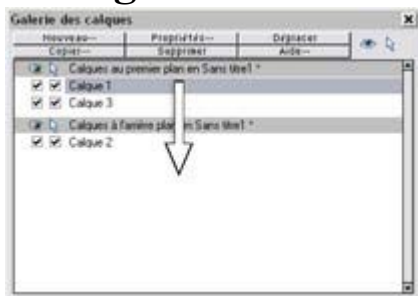 Galerie des calques
Nouveau... Propriétés... Déplacer
Copier... Supprimer Aide...
Calques au premier plan en Sans titre1 *
Calque 1
Calque 3
Calques à l'arrière plan en Sans titre1 *
Calque 2